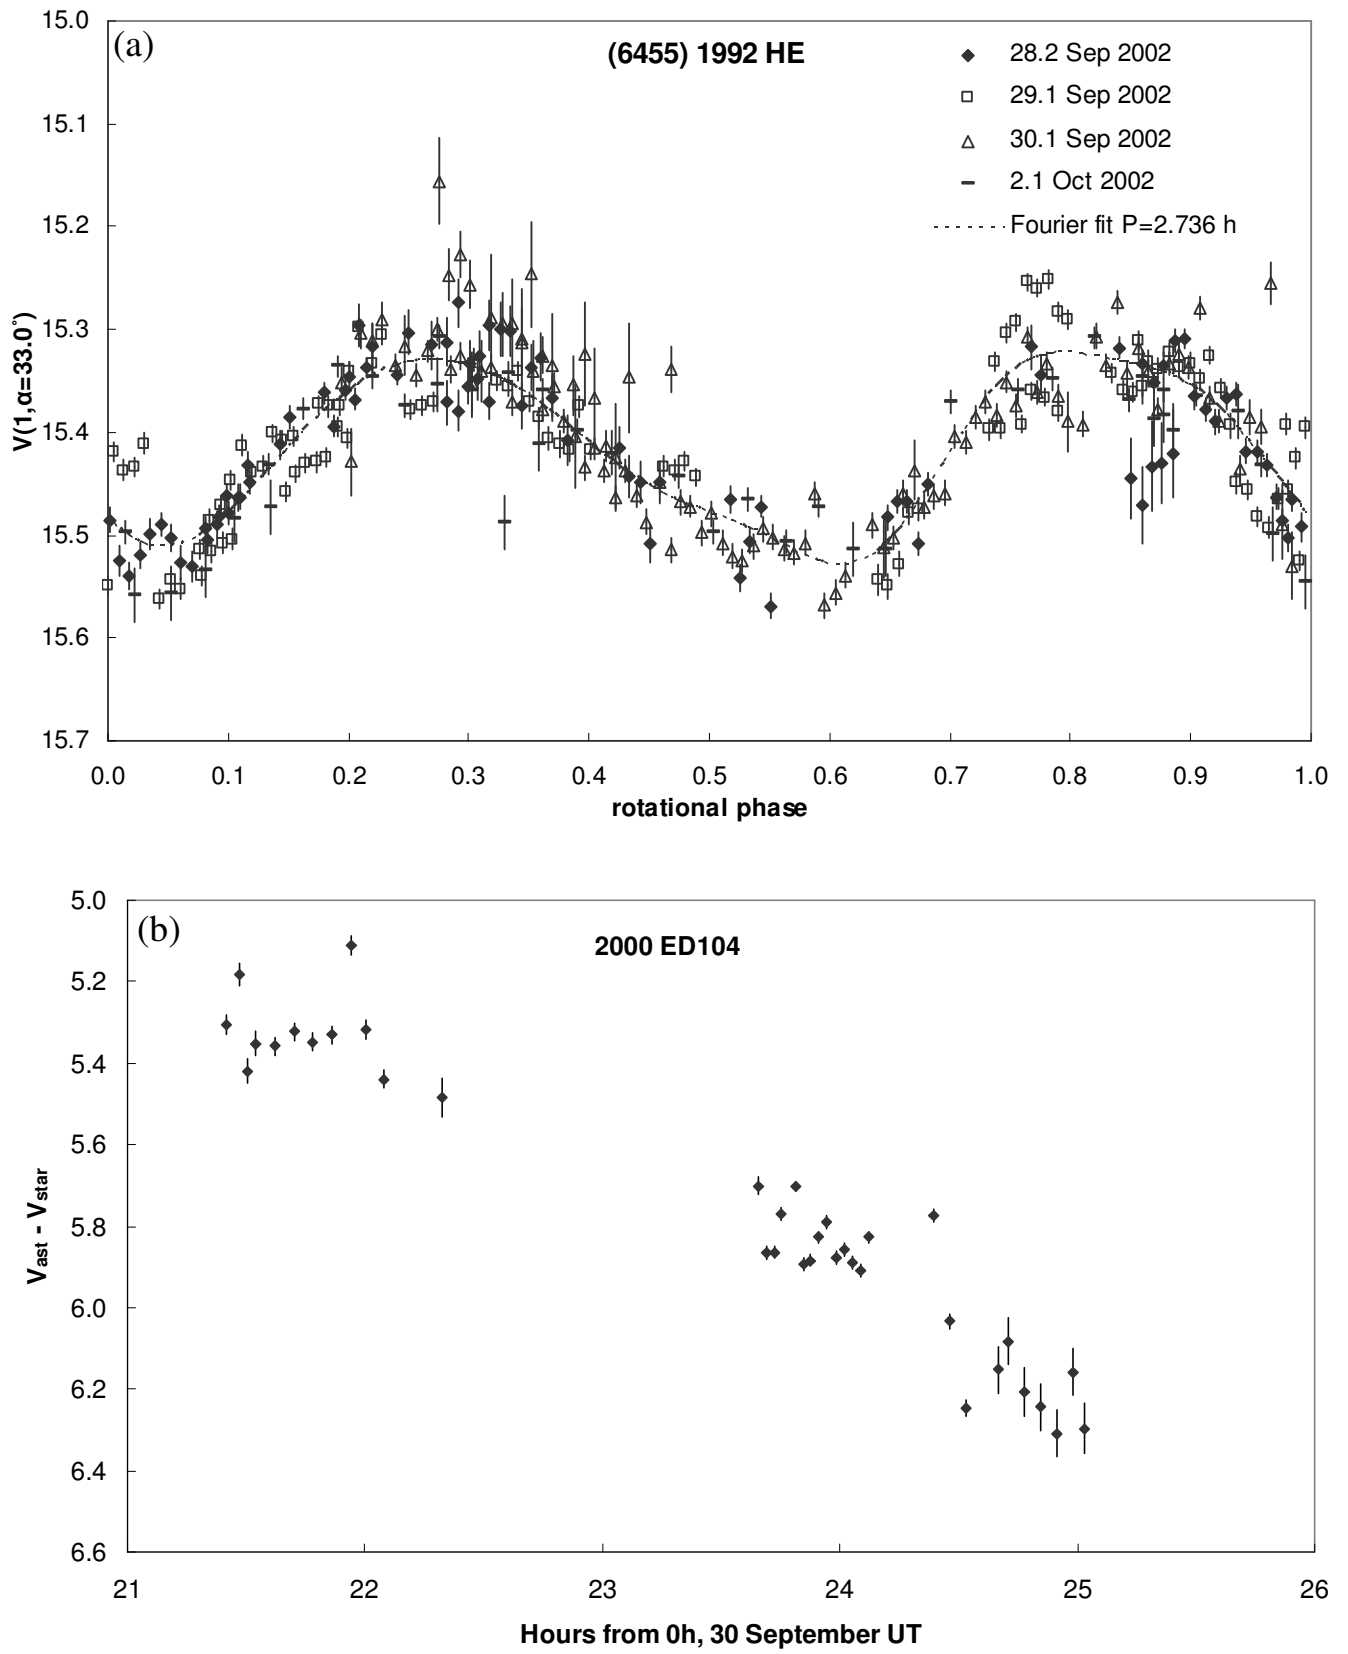 (a)
(6455) 1992 HE
28.2 Sep 2002
29.1 Sep 2002
30.1 Sep 2002
2.1 Oct 2002
Fourier fit P=2.736 h
V(1,α=33.0°)
15.0
15.1
15.2
15.3
15.4
15.5
15.6
15.7
0.0 0.1 0.2 0.3 0.4 0.5 0.6 0.7 0.8 0.9 1.0
rotational phase
(b)
2000 ED104
Vast - Vstar
5.0
5.2
5.4
5.6
5.8
6.0
6.2
6.4
6.6
21 22 23 24 25 26
Hours from 0h, 30 September UT